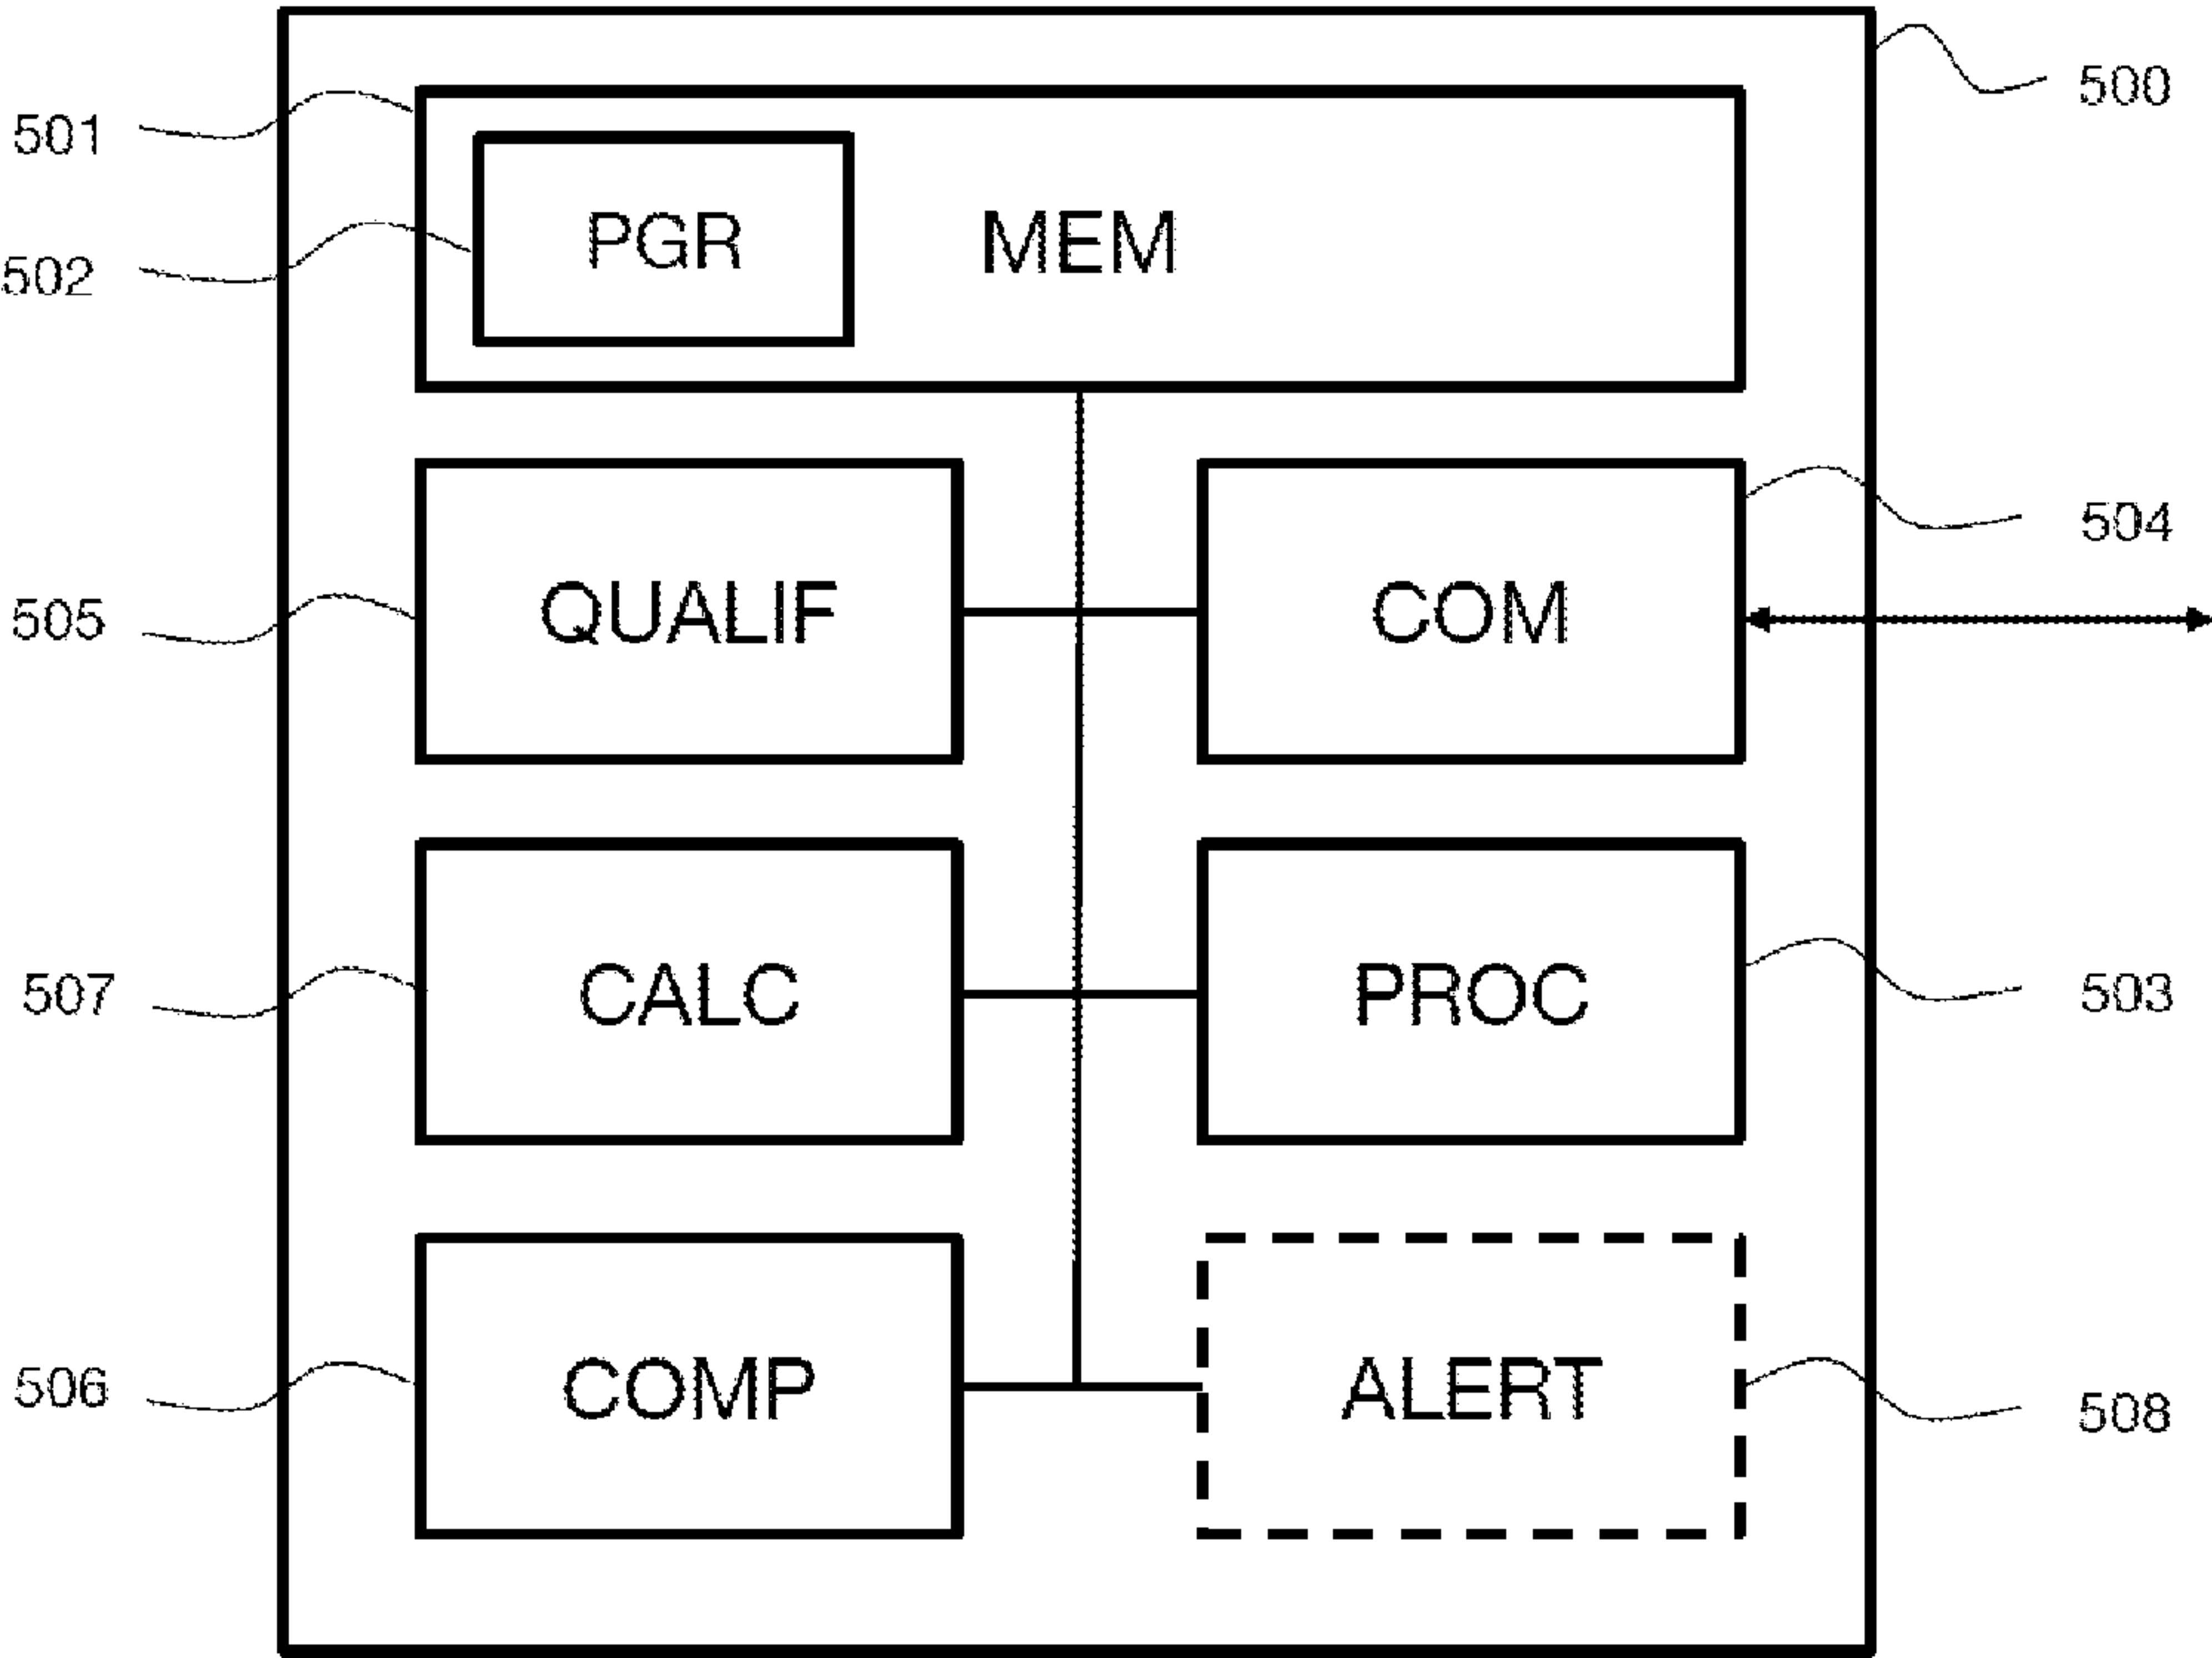 500
501
PGR MEM
502
504
505 QUALIF COM
507 CALC PROC 503
506 COMP ALERT 508